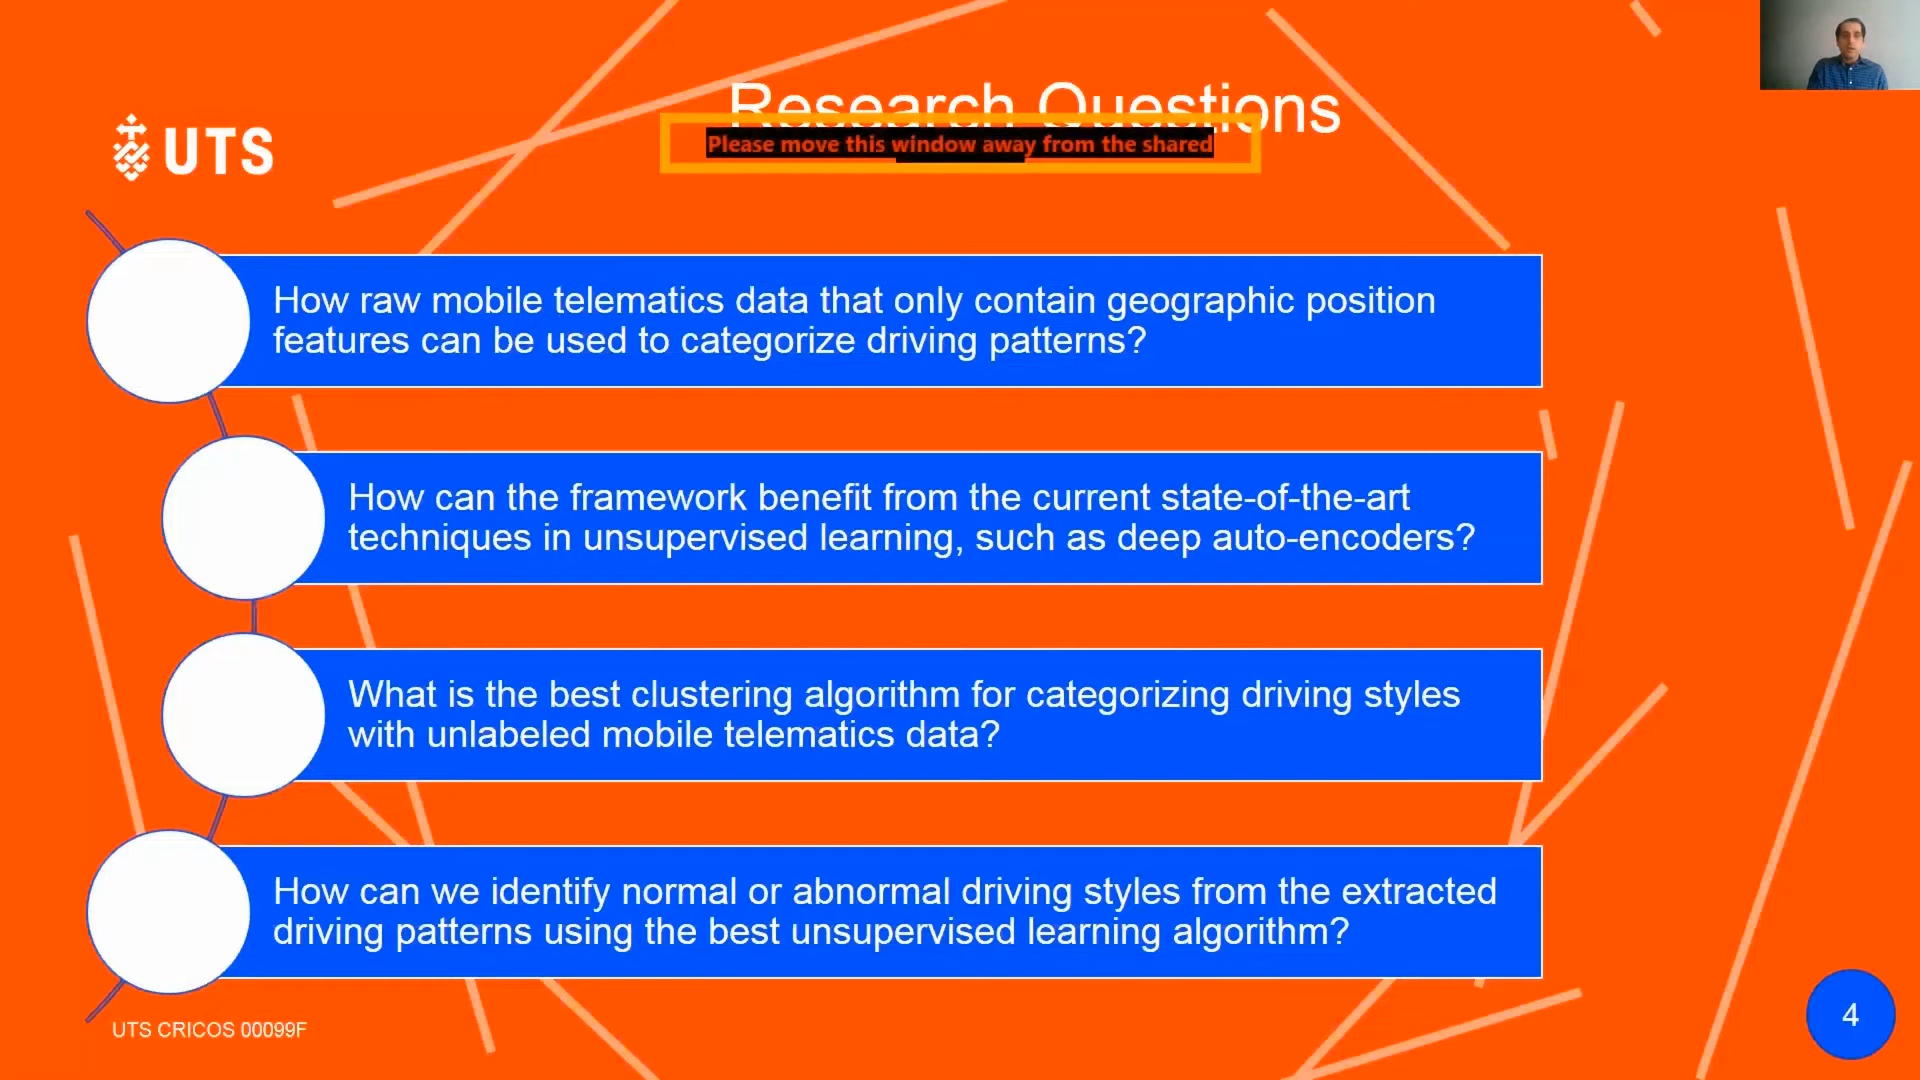 Research Questions
Please move this window away from the shared
UTS
How raw mobile telematics data that only contain geographic position
features can be used to categorize driving patterns?
How can the framework benefit from the current state-of-the-art
techniques in unsupervised learning, such as deep auto-encoders?
What is the best clustering algorithm for categorizing driving styles
with unlabeled mobile telematics data?
How can we identify normal or abnormal driving styles from the extracted
driving patterns using the best unsupervised learning algorithm?
UTS CRICOS 00099F
4